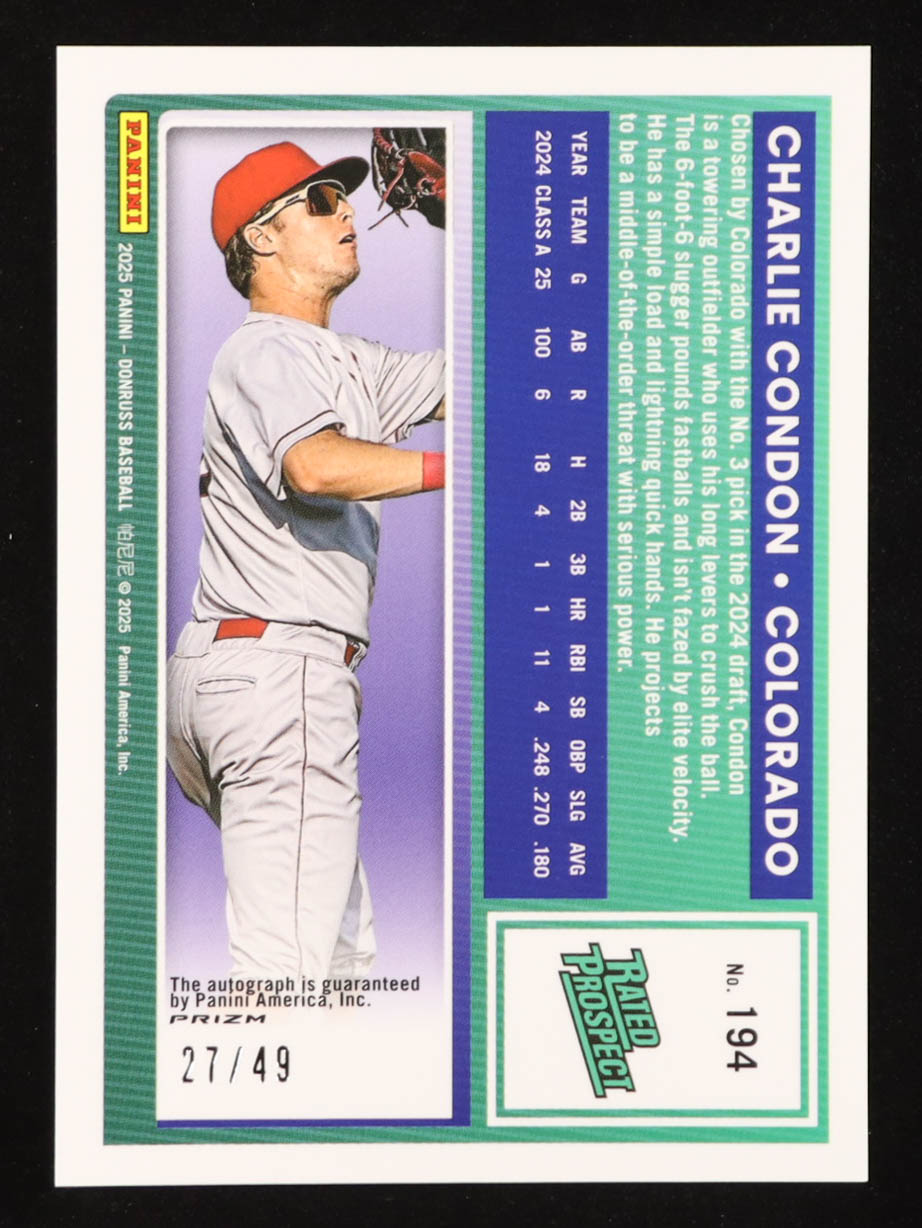 CHARLIE CONDON • COLORADO
Chosen by Colorado with the No. 3 pick in the 2024 draft, Condon
is a towering outfielder who uses his long levers to crush the ball.
The 6-foot-6 slugger pounds fastballs and isn't fazed by elite velocity.
He has a simple load and lightning quick hands. He projects
to be a middle-of-the-order threat with serious power.
YEAR TEAM G AB R H 2B 3B HR RBI SB OBP SLG AVG
2024 CLASS A 25 100 6 18 4 1 1 11 4 .248 .270 .180
No. 194
RATED
PROSPECT
The autograph is guaranteed
by Panini America, Inc.
PRIZM
27/49
PANINI 2025 PANINI – DONRUSS BASEBALL 帕尼尼 © 2025 Panini America, Inc.